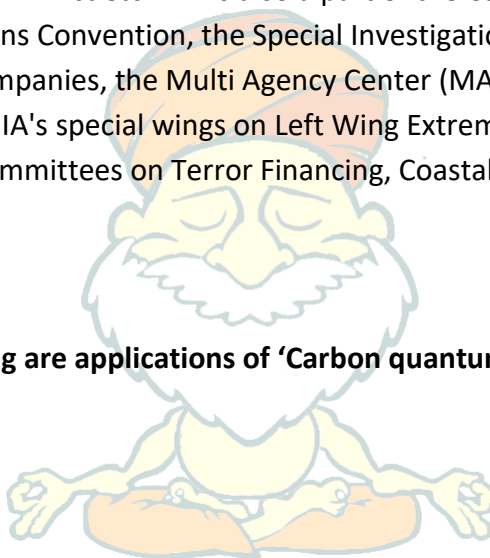 ns Convention, the Special Investigatio
mpanies, the Multi Agency Center (MA
IA's special wings on Left Wing Extrem
ommittees on Terror Financing, Coastal
g are applications of ‘Carbon quantur